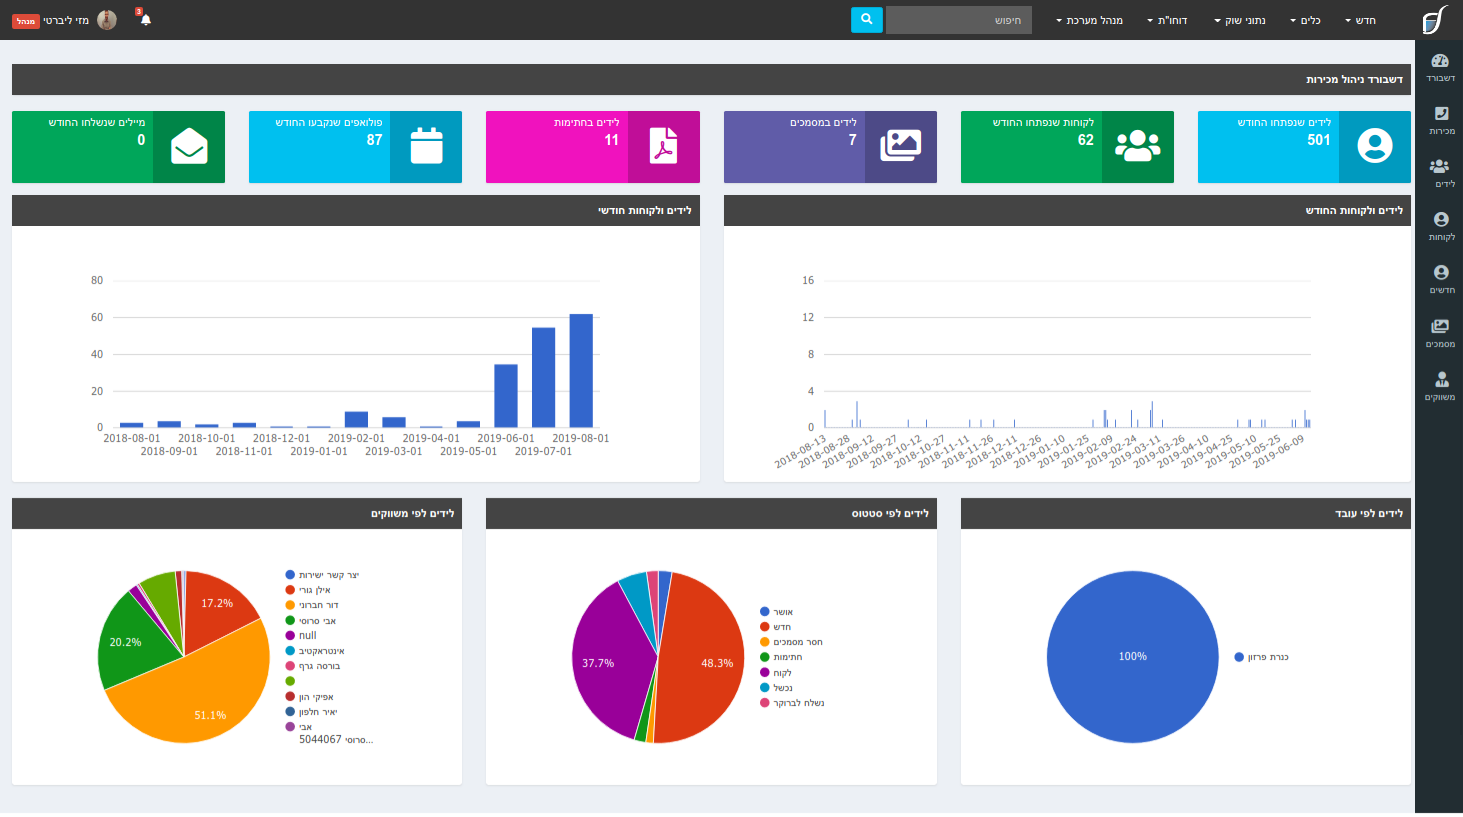 חדש
כלים
נתוני שוק
דוחו"ת
מנהל מערכת
חיפוש
3
מזי ליברטי
מנהל
דשבורד
מכירות
לידים
לקוחות
חדשים
מסמכים
משווקים
דשבורד ניהול מכירות
לידים שנפתחו החודש
501
לקוחות שנפתחו החודש
62
לידים במסמכים
7
לידים בחתימות
11
פולואפים שנקבעו החודש
87
מיילים שנשלחו החודש
0
לידים ולקוחות החודש
16
12
8
4
0
2018-08-13
2018-08-28
2018-09-12
2018-09-27
2018-10-12
2018-10-27
2018-11-11
2018-11-26
2018-12-11
2018-12-26
2019-01-10
2019-01-25
2019-02-09
2019-02-24
2019-03-11
2019-03-26
2019-04-10
2019-04-25
2019-05-10
2019-05-25
2019-06-09
לידים ולקוחות חודשי
80
60
40
20
0
2018-08-01
2018-09-01
2018-10-01
2018-11-01
2018-12-01
2019-01-01
2019-02-01
2019-03-01
2019-04-01
2019-05-01
2019-06-01
2019-07-01
2019-08-01
לידים לפי עובד
100%
כנרת פרזון
לידים לפי סטטוס
37.7%
48.3%
אושר
חדש
חסר מסמכים
חתימות
לקוח
נכשל
נשלח לברוקר
לידים לפי משווקים
17.2%
20.2%
51.1%
יצר קשר ישירות
אילן גורי
דור חברוני
אבי סרוסי
null
אינטראקטיב
בורסה גרף
אפיקי הון
יאיר חלפון
אבי
סרוסי 5044067...